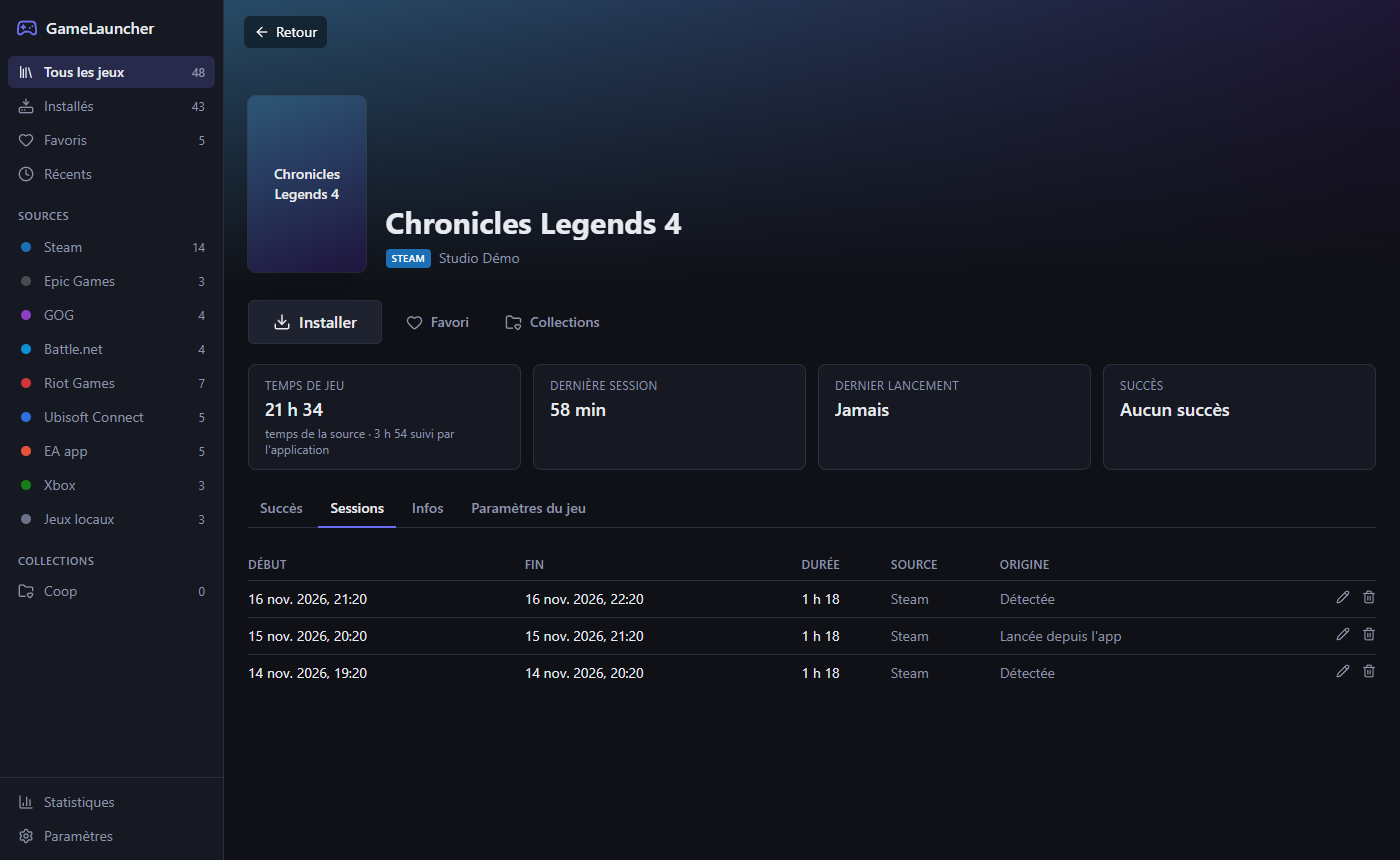 GameLauncher
Tous les jeux 48
Installés 43
Favoris 5
Récents
SOURCES
Steam 14
Epic Games 3
GOG 4
Battle.net 4
Riot Games 7
Ubisoft Connect 5
EA app 5
Xbox 3
Jeux locaux 3
COLLECTIONS
Coop 0
Statistiques
Paramètres
Retour
Chronicles
Legends 4
Chronicles Legends 4
STEAM Studio Démo
Installer Favori Collections
TEMPS DE JEU
21 h 34
temps de la source · 3 h 54 suivi par
l'application
DERNIÈRE SESSION
58 min
DERNIER LANCEMENT
Jamais
SUCCÈS
Aucun succès
Succès Sessions Infos Paramètres du jeu
DÉBUT FIN DURÉE SOURCE ORIGINE
16 nov. 2026, 21:20 16 nov. 2026, 22:20 1 h 18 Steam Détectée
15 nov. 2026, 20:20 15 nov. 2026, 21:20 1 h 18 Steam Lancée depuis l'app
14 nov. 2026, 19:20 14 nov. 2026, 20:20 1 h 18 Steam Détectée